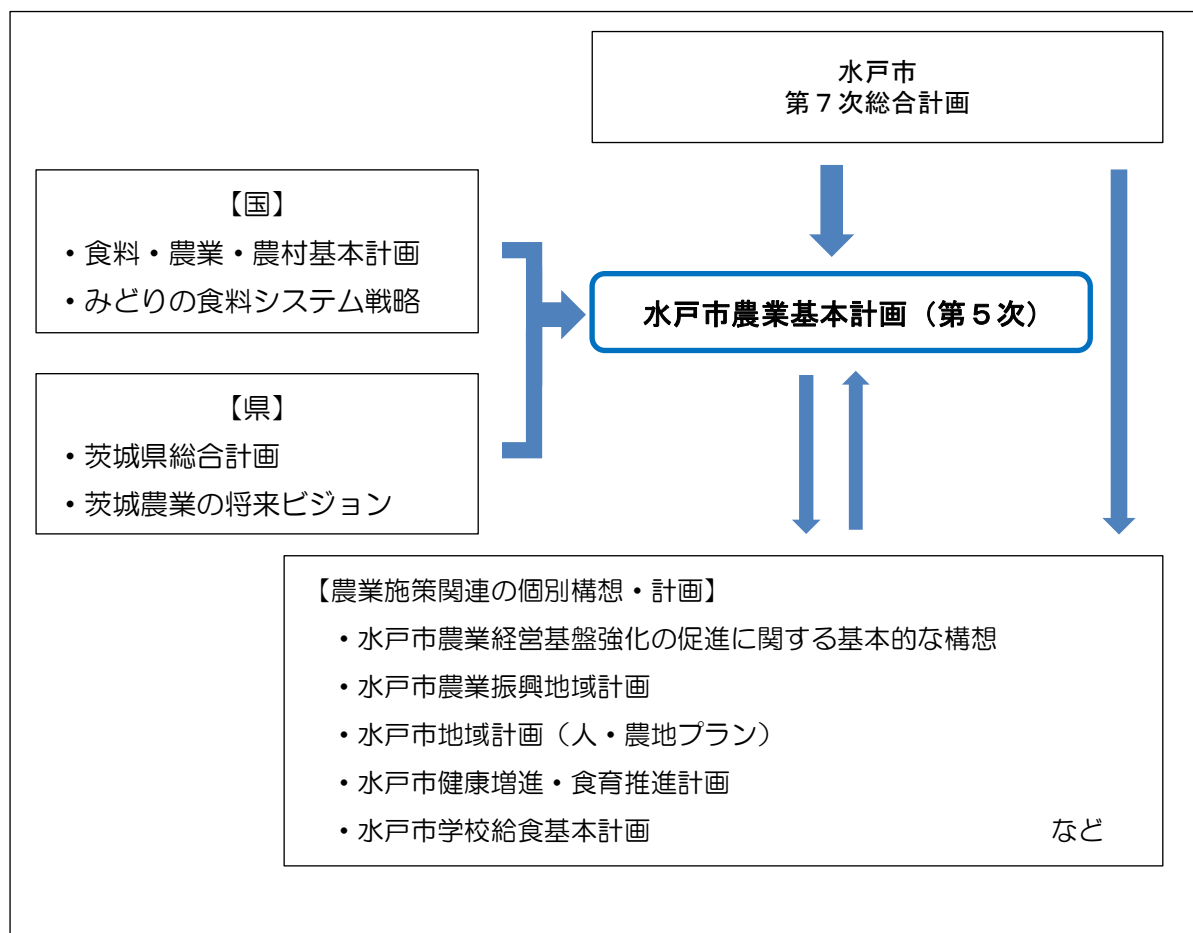 水戸市
第７次総合計画
【国】
・食料・農業・農村基本計画
・みどりの食料システム戦略
水戸市農業基本計画（第５次）
【県】
・茨城県総合計画
・茨城農業の将来ビジョン
【農業施策関連の個別構想・計画】
・水戸市農業経営基盤強化の促進に関する基本的な構想
・水戸市農業振興地域計画
・水戸市地域計画（人・農地プラン）
・水戸市健康増進・食育推進計画
・水戸市学校給食基本計画 など